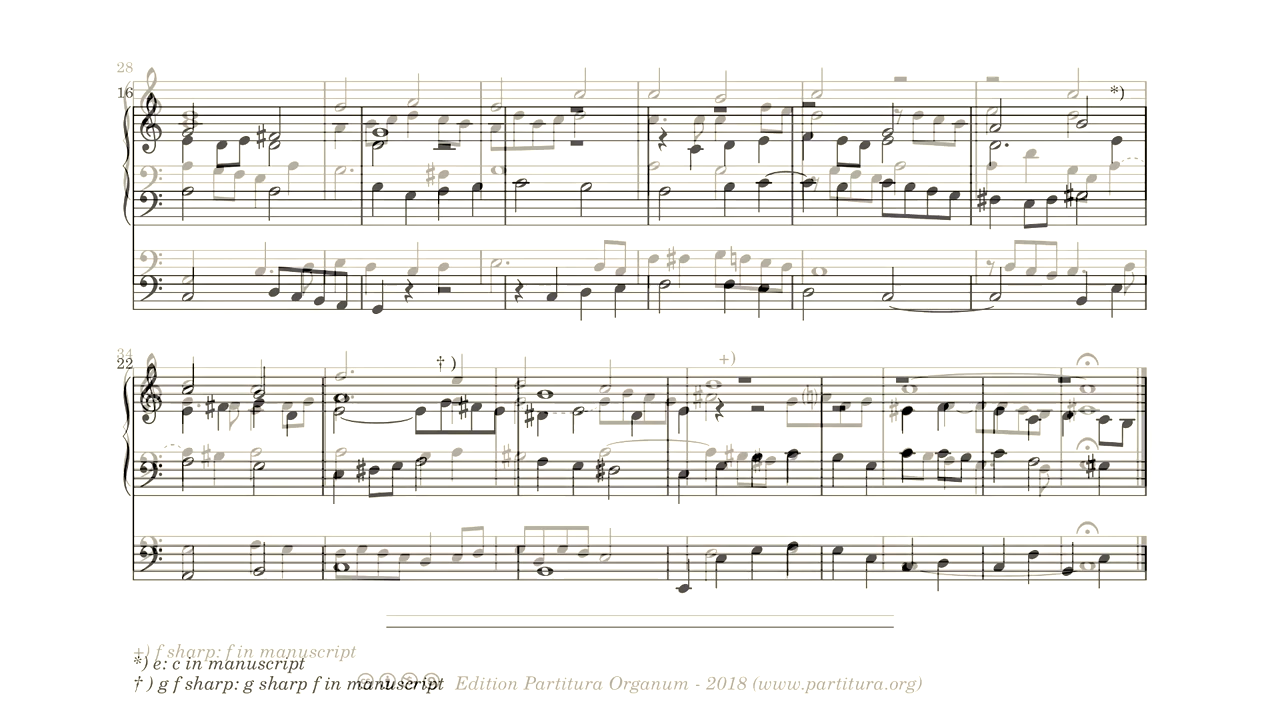 28
16
*)
34
22
† )
+)
+) f sharp: f in manuscript
*) e: c in manuscript
† ) g f sharp: g sharp f in manuscript
Edition Partitura Organum - 2018 (www.partitura.org)